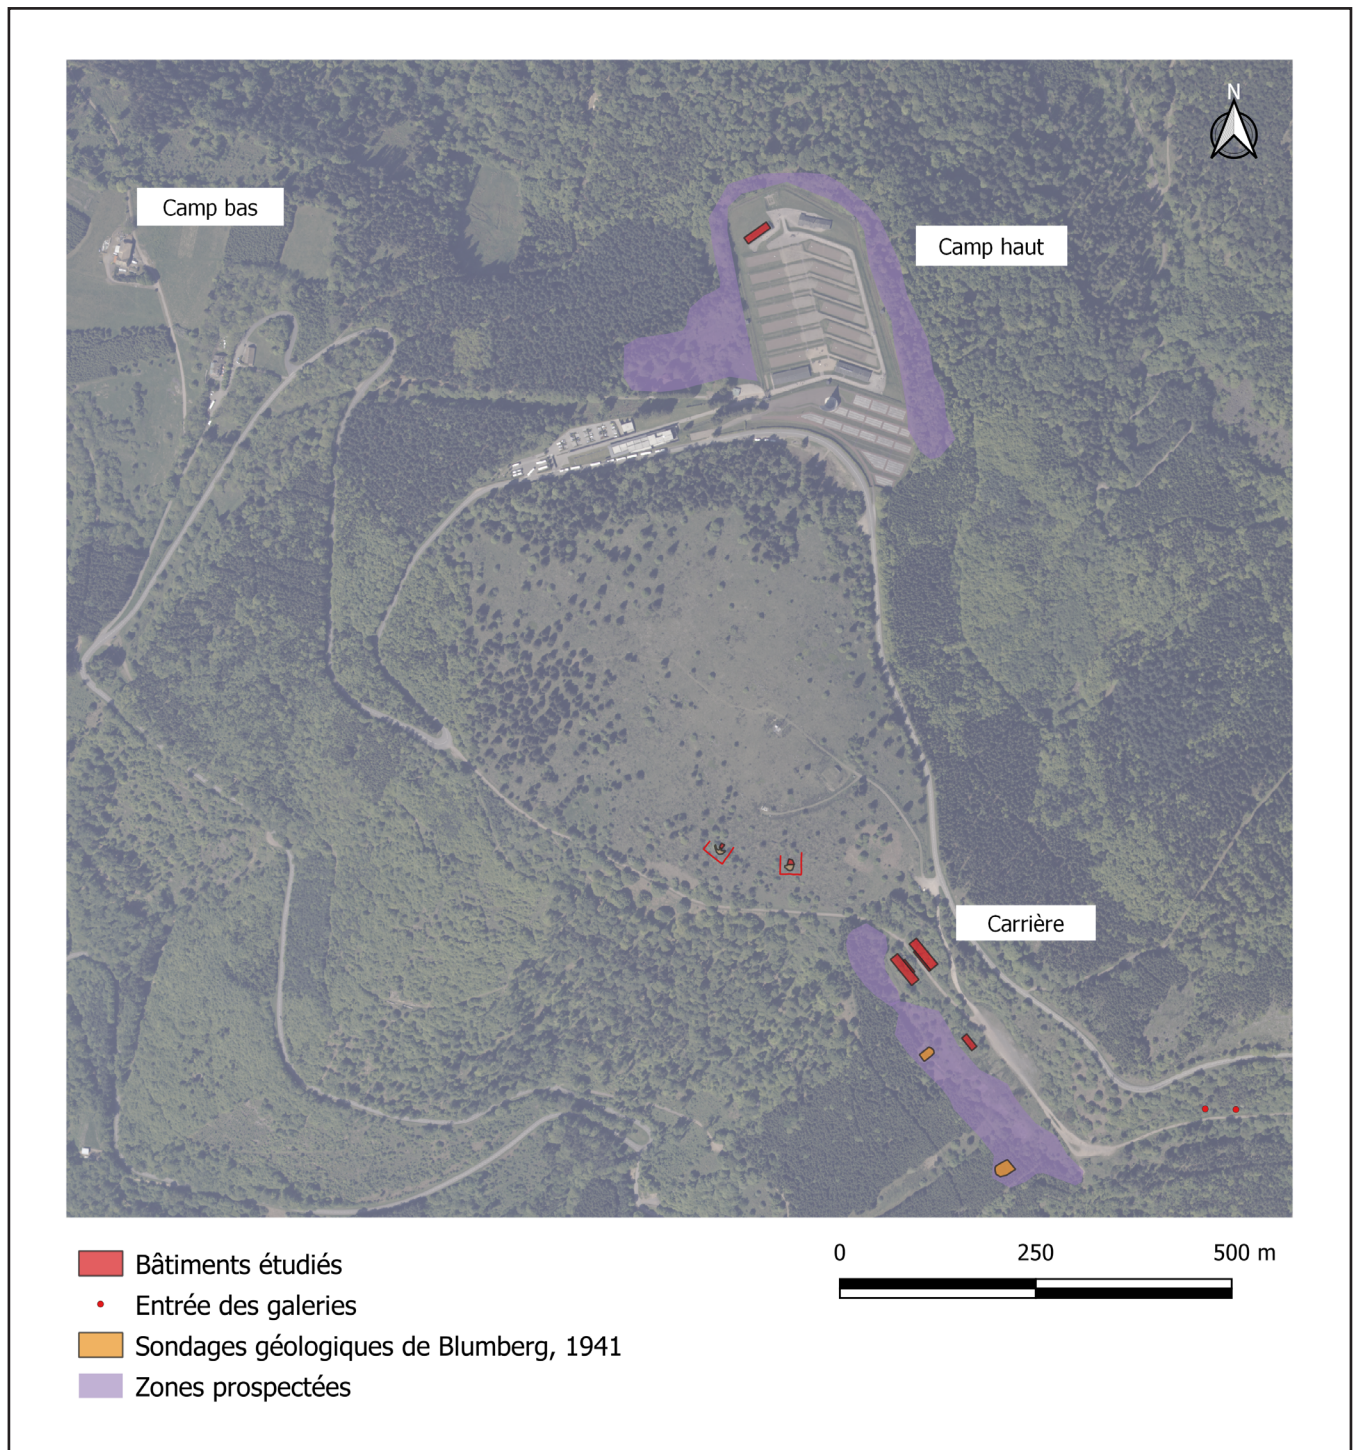 N
Camp bas
Camp haut
Carrière
0 250 500 m
Bâtiments étudiés
Entrée des galeries
Sondages géologiques de Blumberg, 1941
Zones prospectées